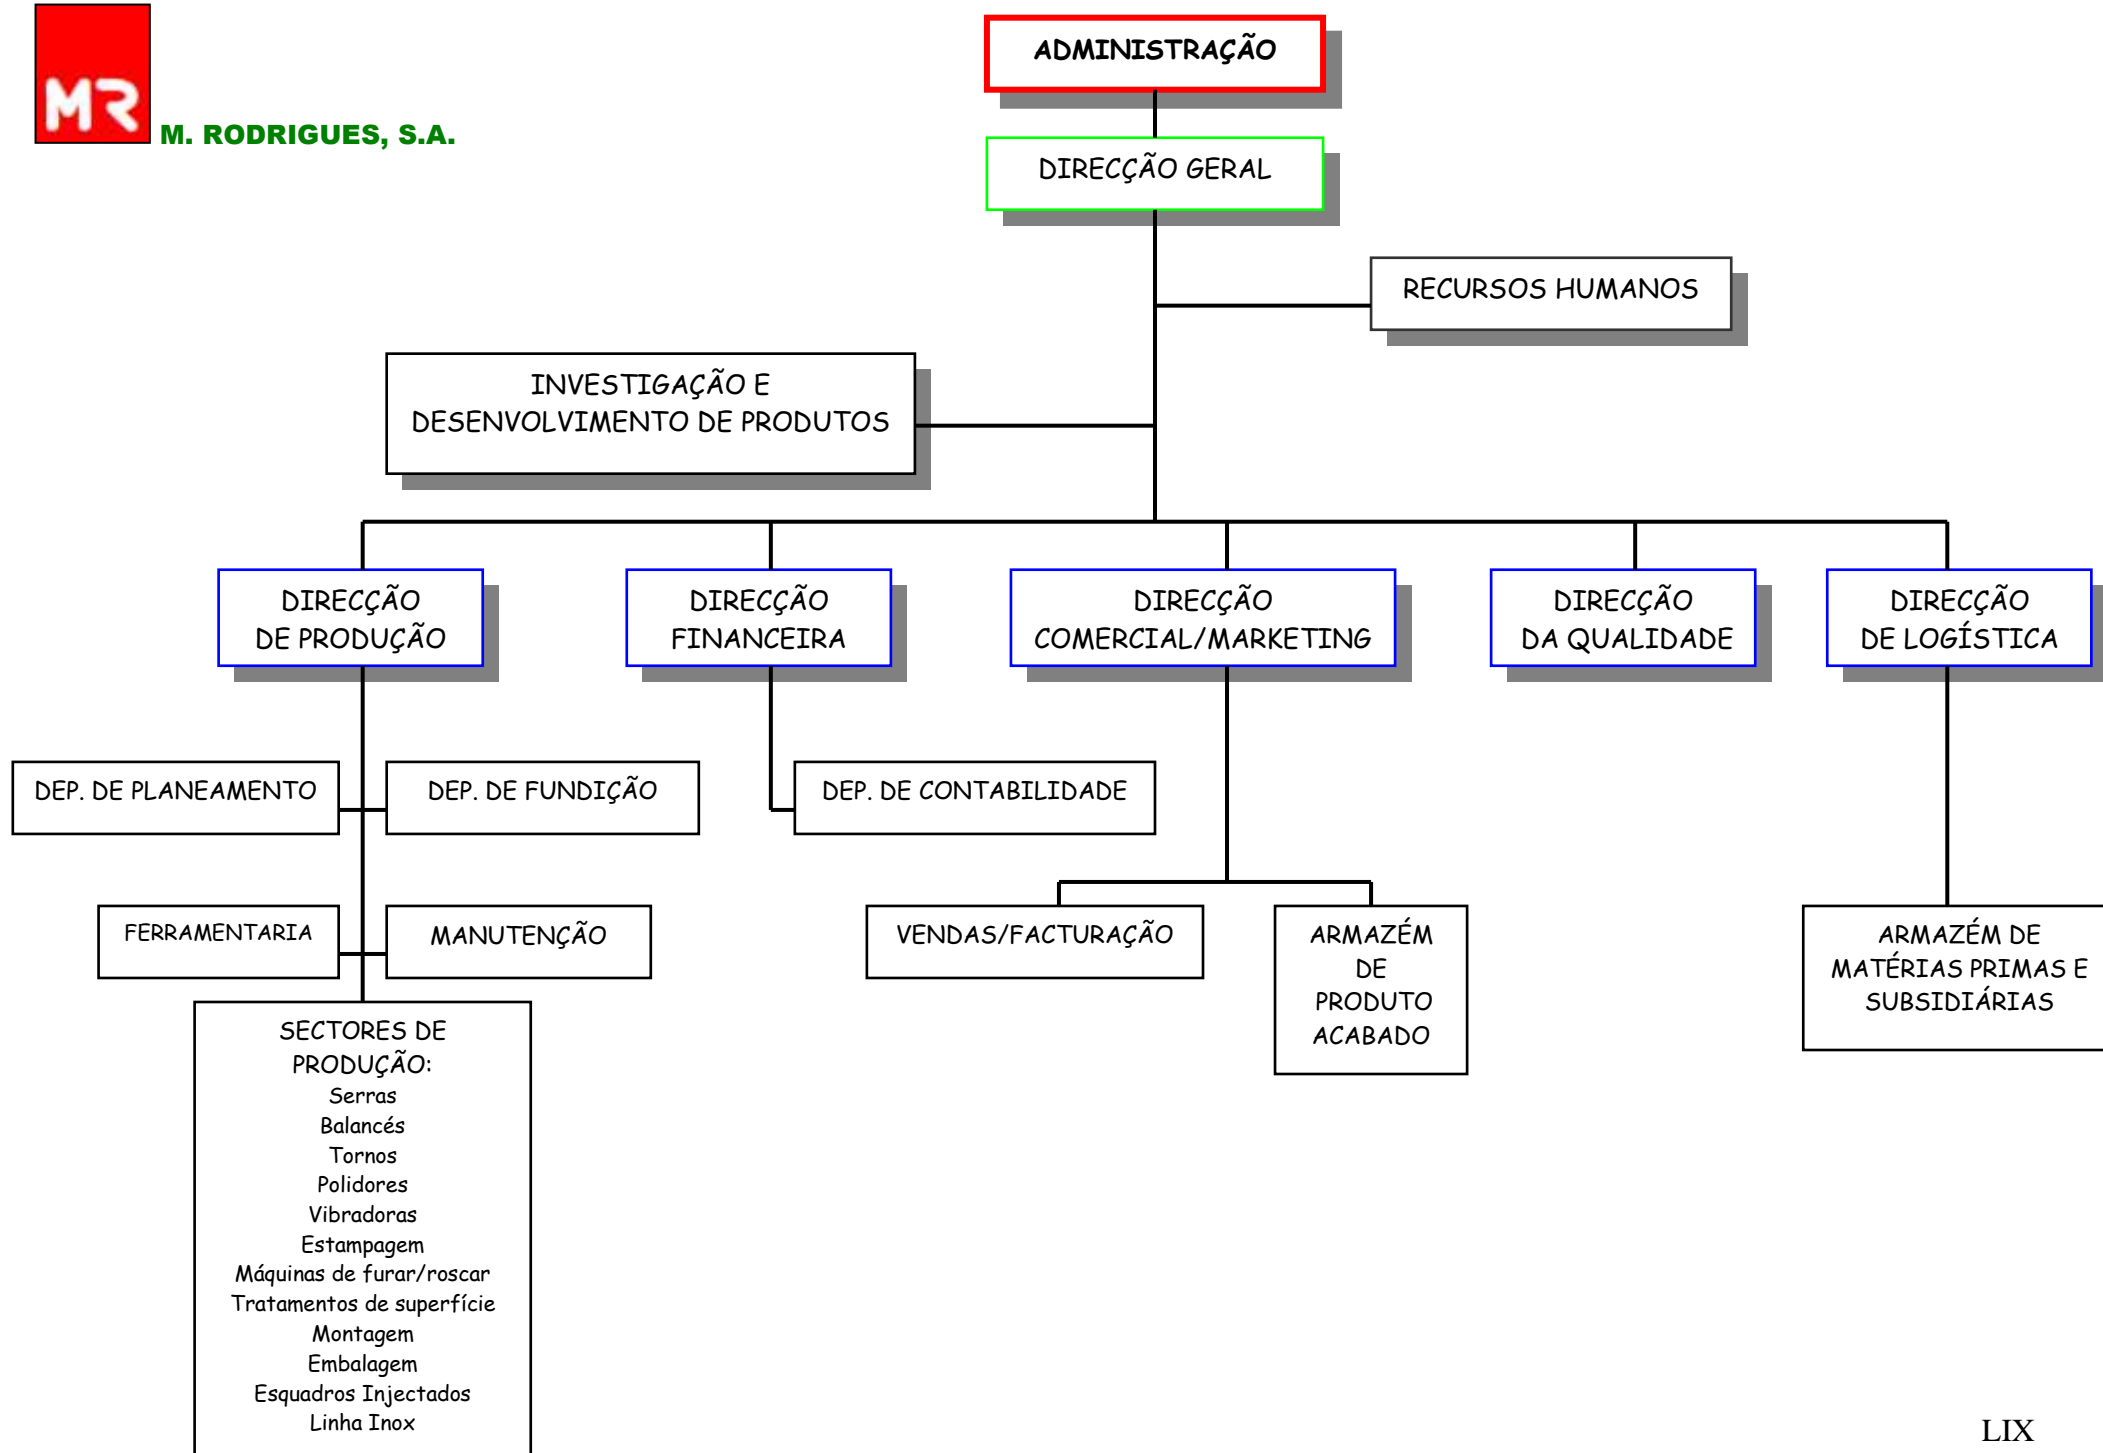 MR
M. RODRIGUES, S.A.
ADMINISTRAÇÃO
DIRECÇÃO GERAL
RECURSOS HUMANOS
INVESTIGAÇÃO E
DESENVOLVIMENTO DE PRODUTOS
DIRECÇÃO
DE PRODUÇÃO
DIRECÇÃO
FINANCEIRA
DIRECÇÃO
COMERCIAL/MARKETING
DIRECÇÃO
DA QUALIDADE
DIRECÇÃO
DE LOGÍSTICA
DEP. DE PLANEAMENTO
DEP. DE FUNDIÇÃO
DEP. DE CONTABILIDADE
FERRAMENTARIA
MANUTENÇÃO
VENDAS/FACTURAÇÃO
ARMAZÉM
DE
PRODUTO
ACABADO
ARMAZÉM DE
MATÉRIAS PRIMAS E
SUBSIDIÁRIAS
SECTORES DE
PRODUÇÃO:
Serras
Balancés
Tornos
Polidores
Vibradoras
Estampagem
Máquinas de furar/roscar
Tratamentos de superfície
Montagem
Embalagem
Esquadros Injectados
Linha Inox
LIX